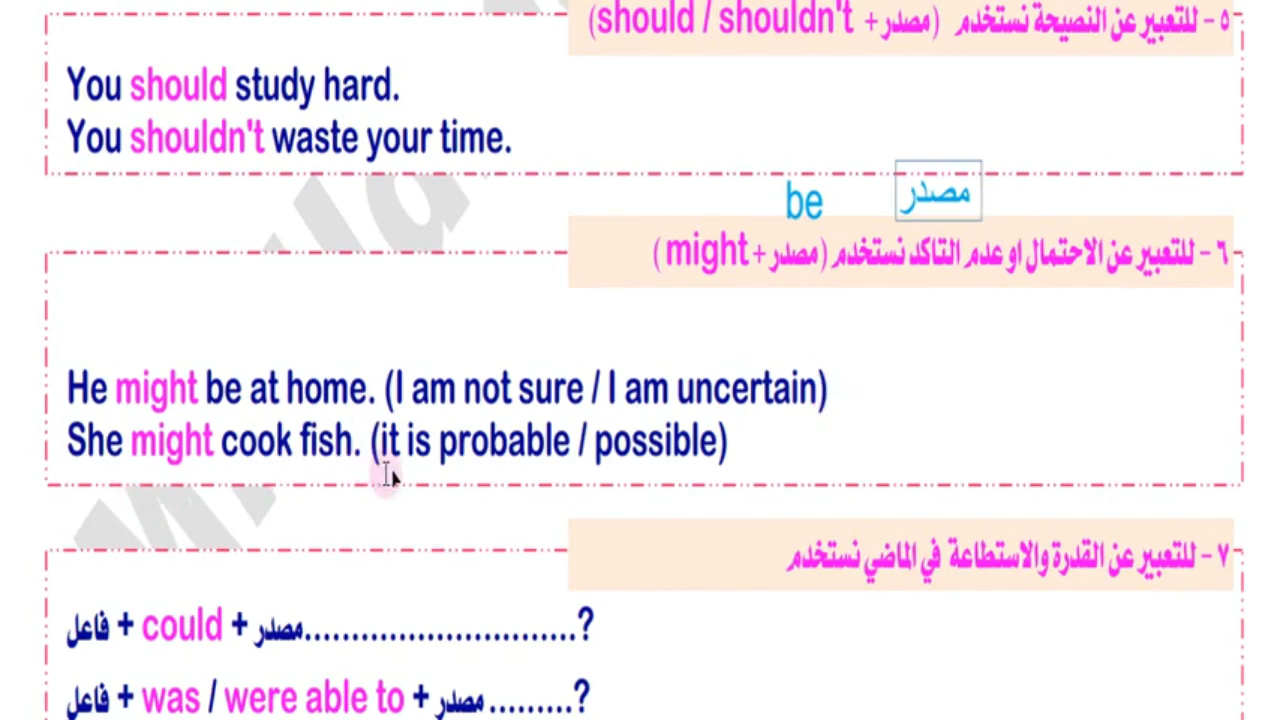 ٥ - للتعبير عن النصيحة نستخدم (should / shouldn't + مصدر)
You should study hard.
You shouldn't waste your time.
be مصدر
٦ - للتعبير عن الاحتمال او عدم التاكد نستخدم (might + مصدر)
He might be at home. (I am not sure / I am uncertain)
She might cook fish. (it is probable / possible)
٧ - للتعبير عن القدرة والاستطاعة في الماضي نستخدم
فاعل + could + مصدر.............................?
فاعل + was / were able to + مصدر .........?